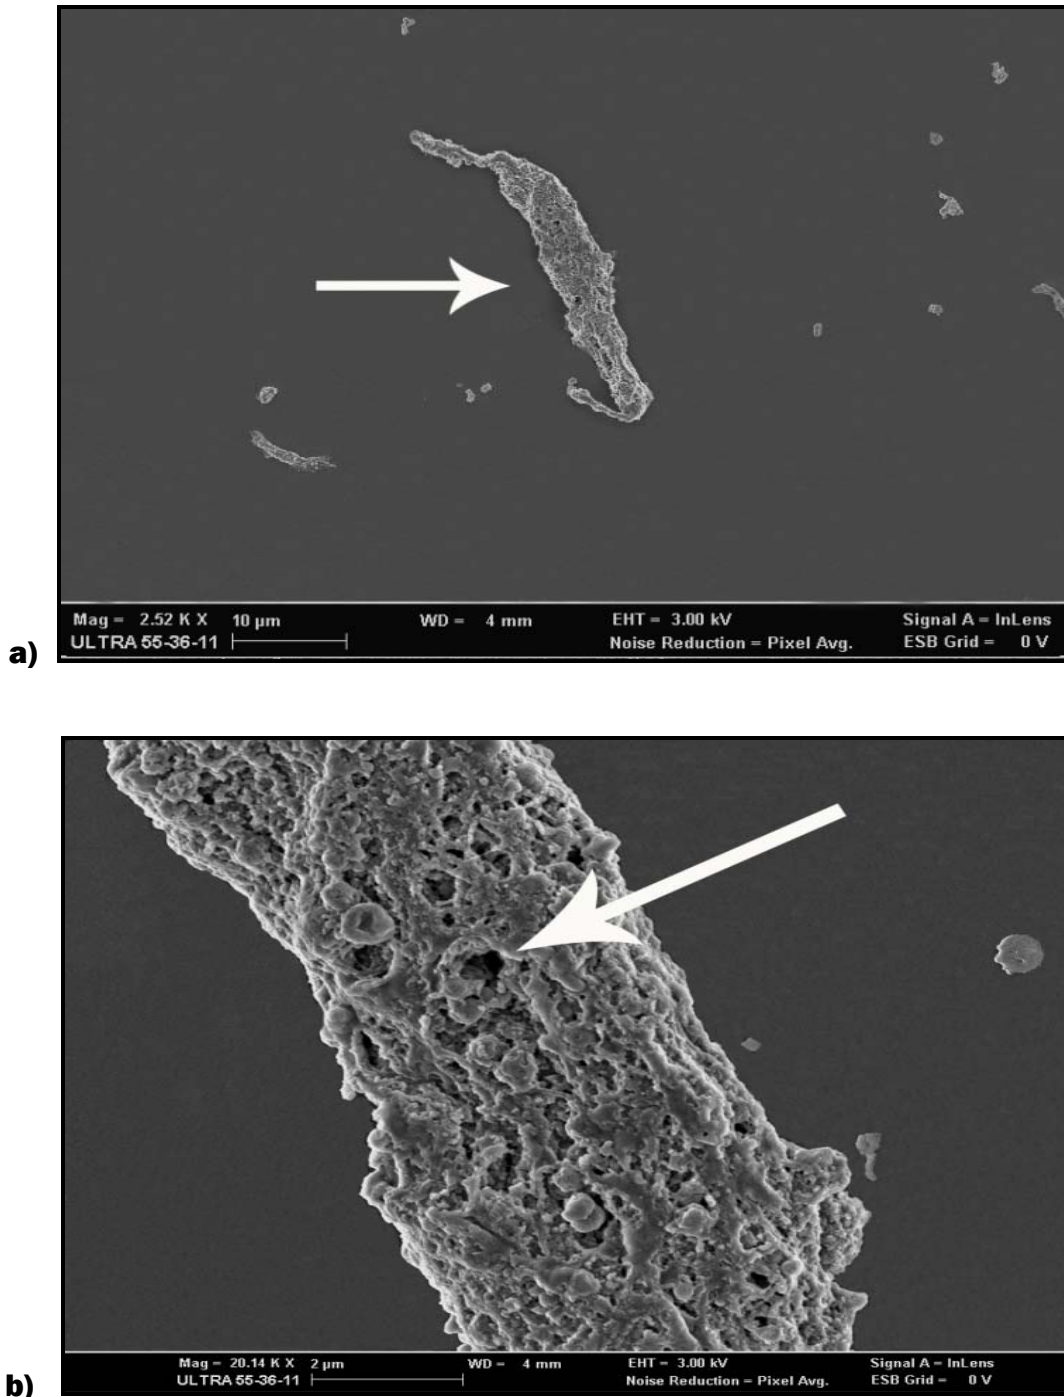 Mag = 2.52 K X 10 µm WD = 4 mm EHT = 3.00 kV Signal A = InLens
ULTRA 55-36-11 Noise Reduction = Pixel Avg. ESB Grid = 0 V
a)
Mag = 20.14 K X 2 µm WD = 4 mm EHT = 3.00 kV Signal A = InLens
ULTRA 55-36-11 Noise Reduction = Pixel Avg. ESB Grid = 0 V
b)